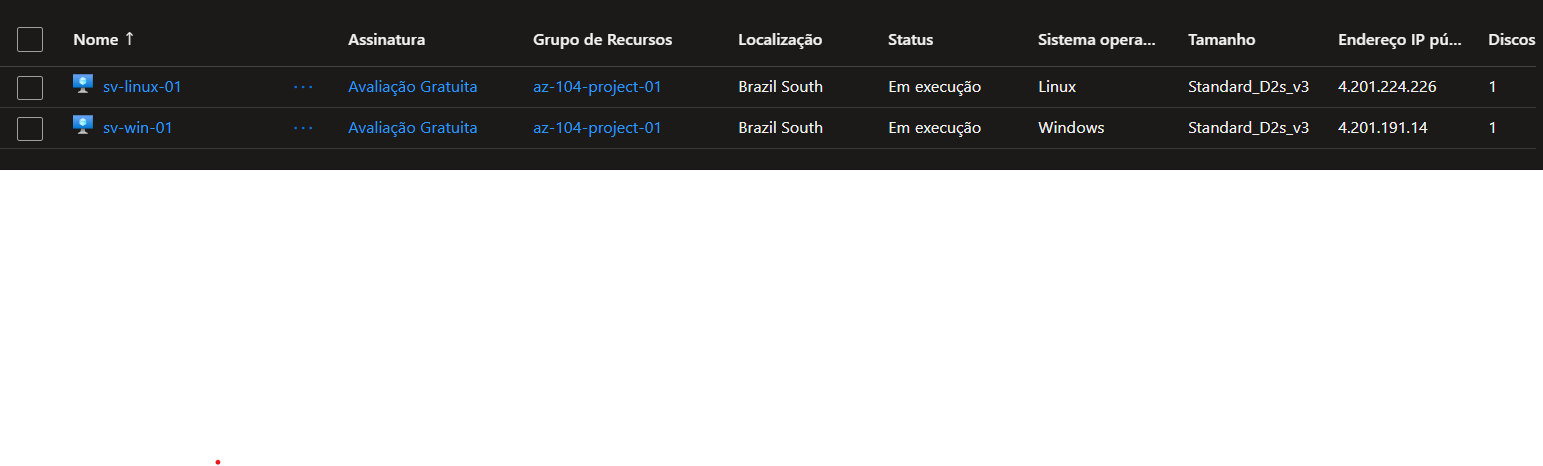 Nome ↑ Assinatura Grupo de Recursos Localização Status Sistema opera... Tamanho Endereço IP pú... Discos
sv-linux-01 ··· Avaliação Gratuita az-104-project-01 Brazil South Em execução Linux Standard_D2s_v3 4.201.224.226 1
sv-win-01 ··· Avaliação Gratuita az-104-project-01 Brazil South Em execução Windows Standard_D2s_v3 4.201.191.14 1